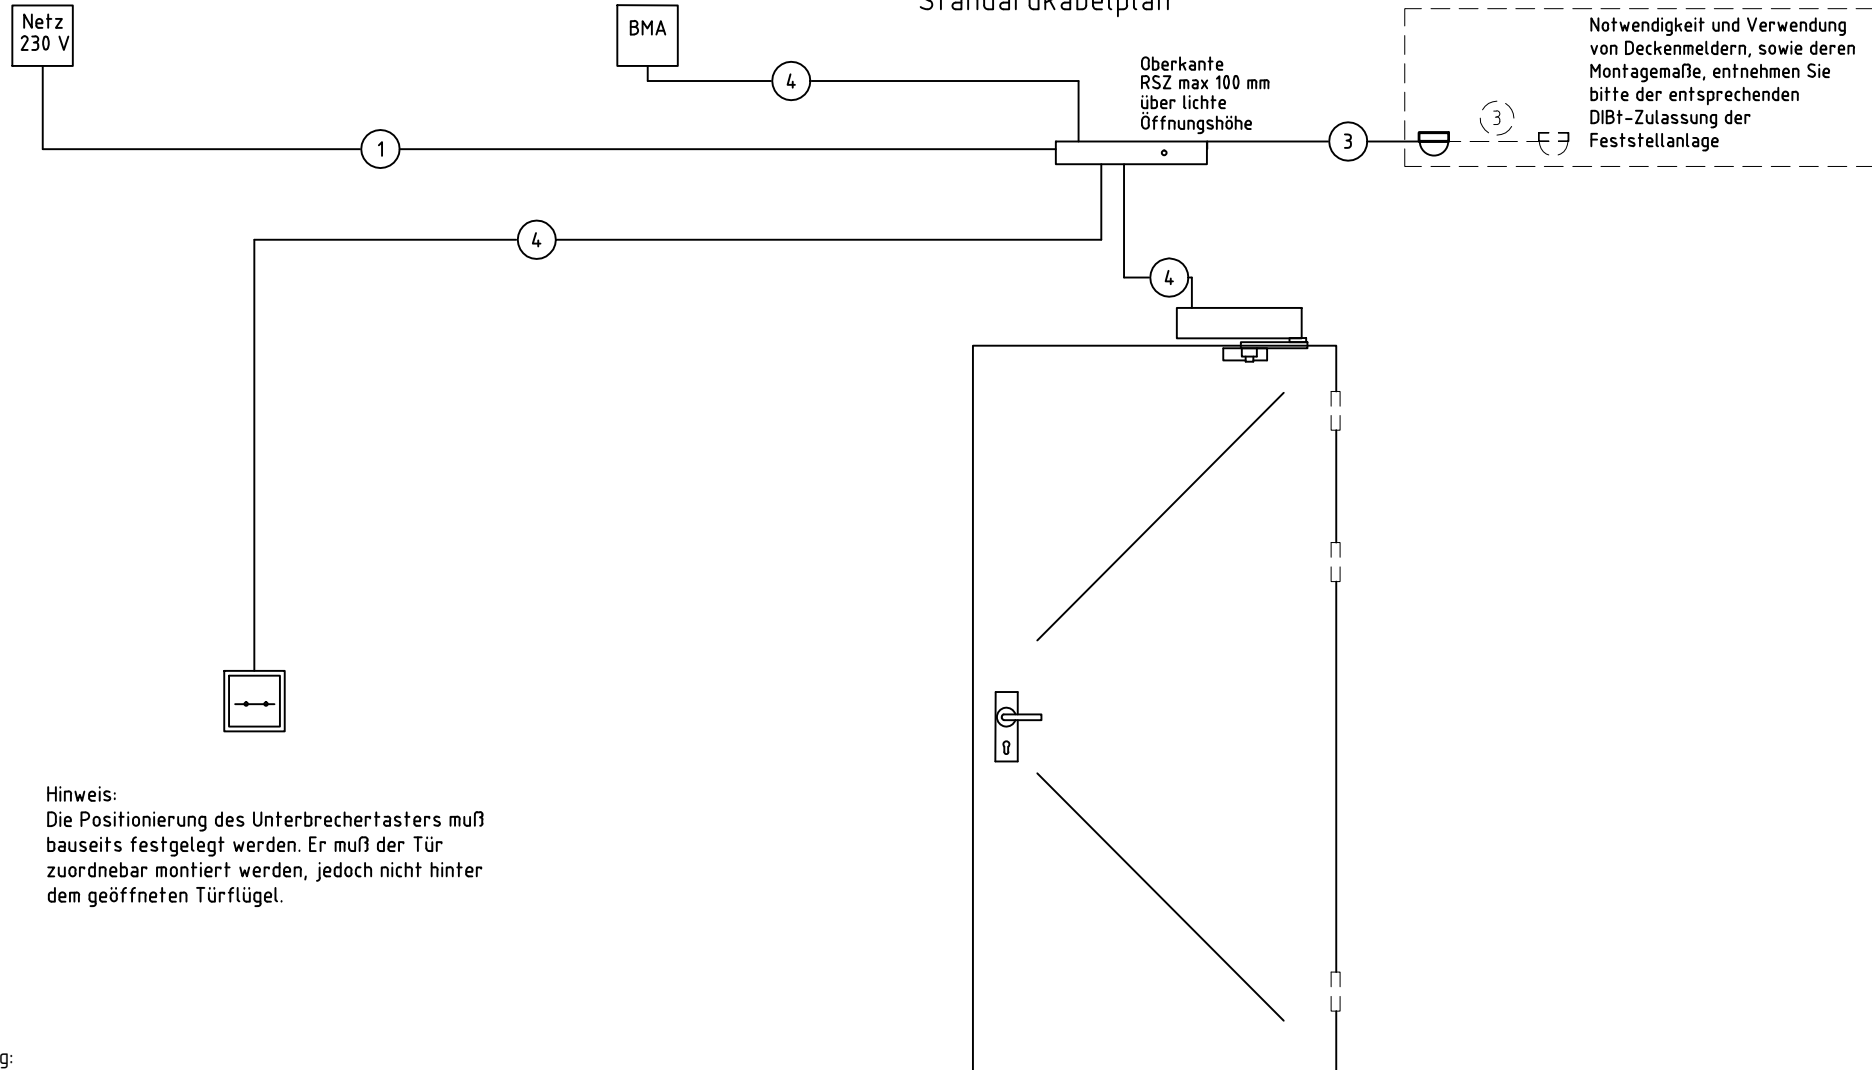 Standardkabelplan
Netz
230 V
BMA
4
Oberkante
RSZ max 100 mm
über lichte
Öffnungshöhe
Notwendigkeit und Verwendung
von Deckenmeldern, sowie deren
Montagemaße, entnehmen Sie
bitte der entsprechenden
DIBt-Zulassung der
Feststellanlage
3
3
1
4
4
Hinweis:
Die Positionierung des Unterbrechertasters muß
bauseits festgelegt werden. Er muß der Tür
zuordnebar montiert werden, jedoch nicht hinter
dem geöffneten Türflügel.
g: